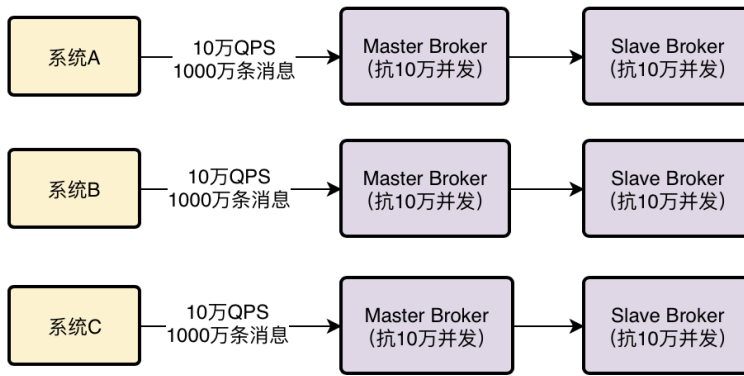 系统A
10万QPS
1000万条消息
Master Broker
(抗10万并发)
Slave Broker
(抗10万并发)
系统B
10万QPS
1000万条消息
Master Broker
(抗10万并发)
Slave Broker
(抗10万并发)
系统C
10万QPS
1000万条消息
Master Broker
(抗10万并发)
Slave Broker
(抗10万并发)